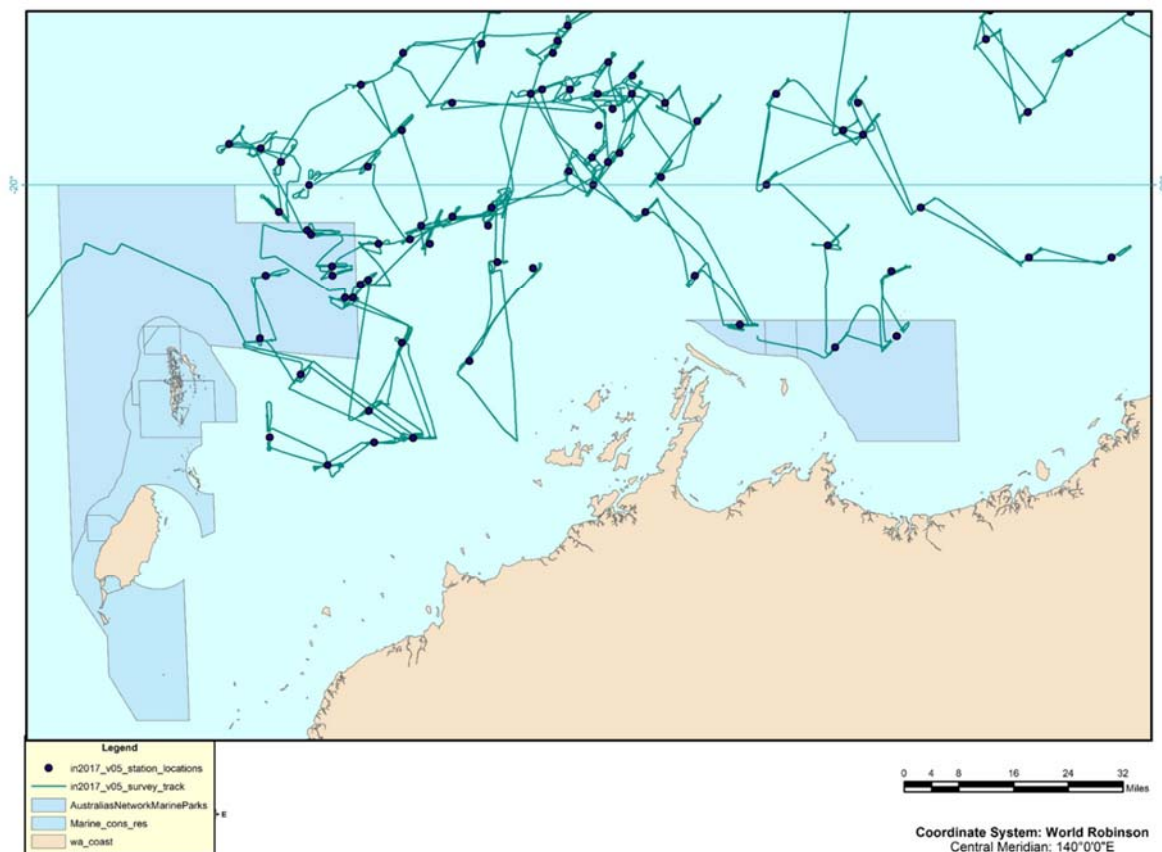 -20°
Legend
in2017_v05_station_locations
in2017_v05_survey_track
AustraliasNetworkMarineParks
Marine_cons_res
wa_coast
E
0 4 8 16 24 32
Miles
Coordinate System: World Robinson
Central Meridian: 140°0'0"E